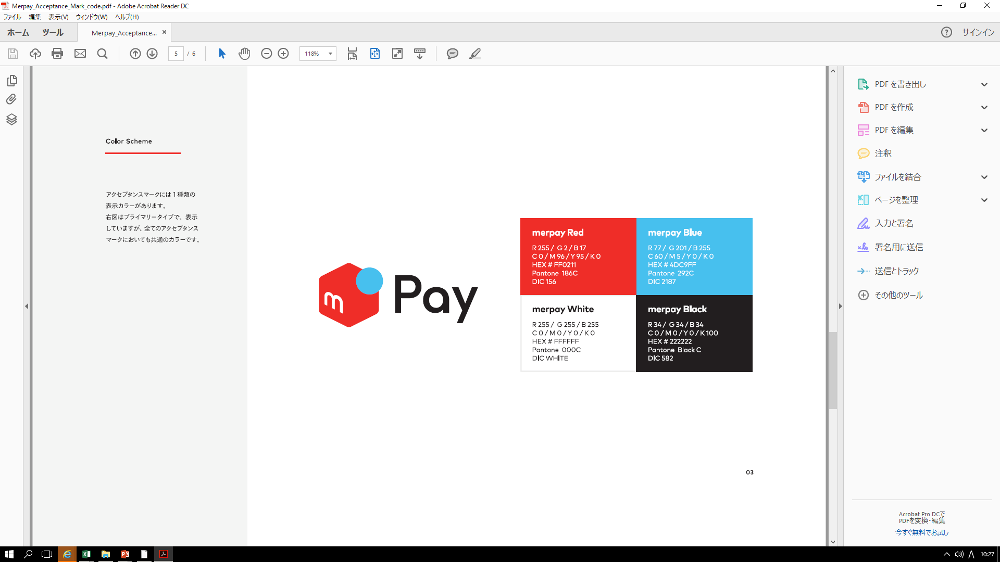 Merpay_Acceptance_Mark_code.pdf - Adobe Acrobat Reader DC
ファイル 編集 表示(V) ウィンドウ(W) ヘルプ(H)
ホーム ツール Merpay_Acceptance... × サインイン
5 / 6 118%
Color Scheme
アクセプタンスマークには1種類の
表示カラーがあります。
右図はプライマリータイプで、表示
していますが、全てのアクセプタンス
マークにおいても共通のカラーです。
m Pay
merpay Red
R 255 / G 2 / B 17
C 0 / M 96 / Y 95 / K 0
HEX # FF0211
Pantone 186C
DIC 156
merpay Blue
R 77 / G 201 / B 255
C 60 / M 5 / Y 0 / K 0
HEX # 4DC9FF
Pantone 292C
DIC 2187
merpay White
R 255 / G 255 / B 255
C 0 / M 0 / Y 0 / K 0
HEX # FFFFFF
Pantone 000C
DIC WHITE
merpay Black
R 34 / G 34 / B 34
C 0 / M 0 / Y 0 / K 100
HEX # 222222
Pantone Black C
DIC 582
03
PDF を書き出し
PDF を作成
PDF を編集
注釈
ファイルを結合
ページを整理
入力と署名
署名用に送信
送信とトラック
その他のツール
Acrobat Pro DCで
PDFを変換・編集
今すぐ無料でお試し
A 10:27